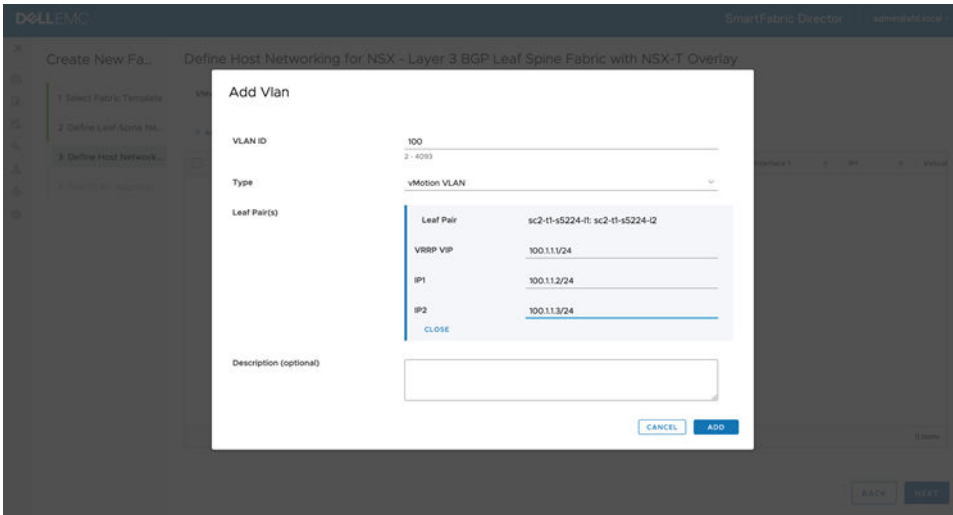 DELLEMC
SmartFabric Director
Create New Fa...
Define Host Networking for NSX - Layer 3 BGP Leaf Spine Fabric with NSX-T Overlay
1 Select Fabric Template
2 Define Leaf-Spine Ne...
3 Define Host Network...
Add Vlan
VLAN ID
100
2 - 4093
Type
vMotion VLAN
Leaf Pair(s)
Leaf Pair
sc2-t1-s5224-l1: sc2-t1-s5224-l2
VRRP VIP
100.1.1.1/24
IP1
100.1.1.2/24
IP2
100.1.1.3/24
CLOSE
Description (optional)
CANCEL
ADD
BACK
NEXT